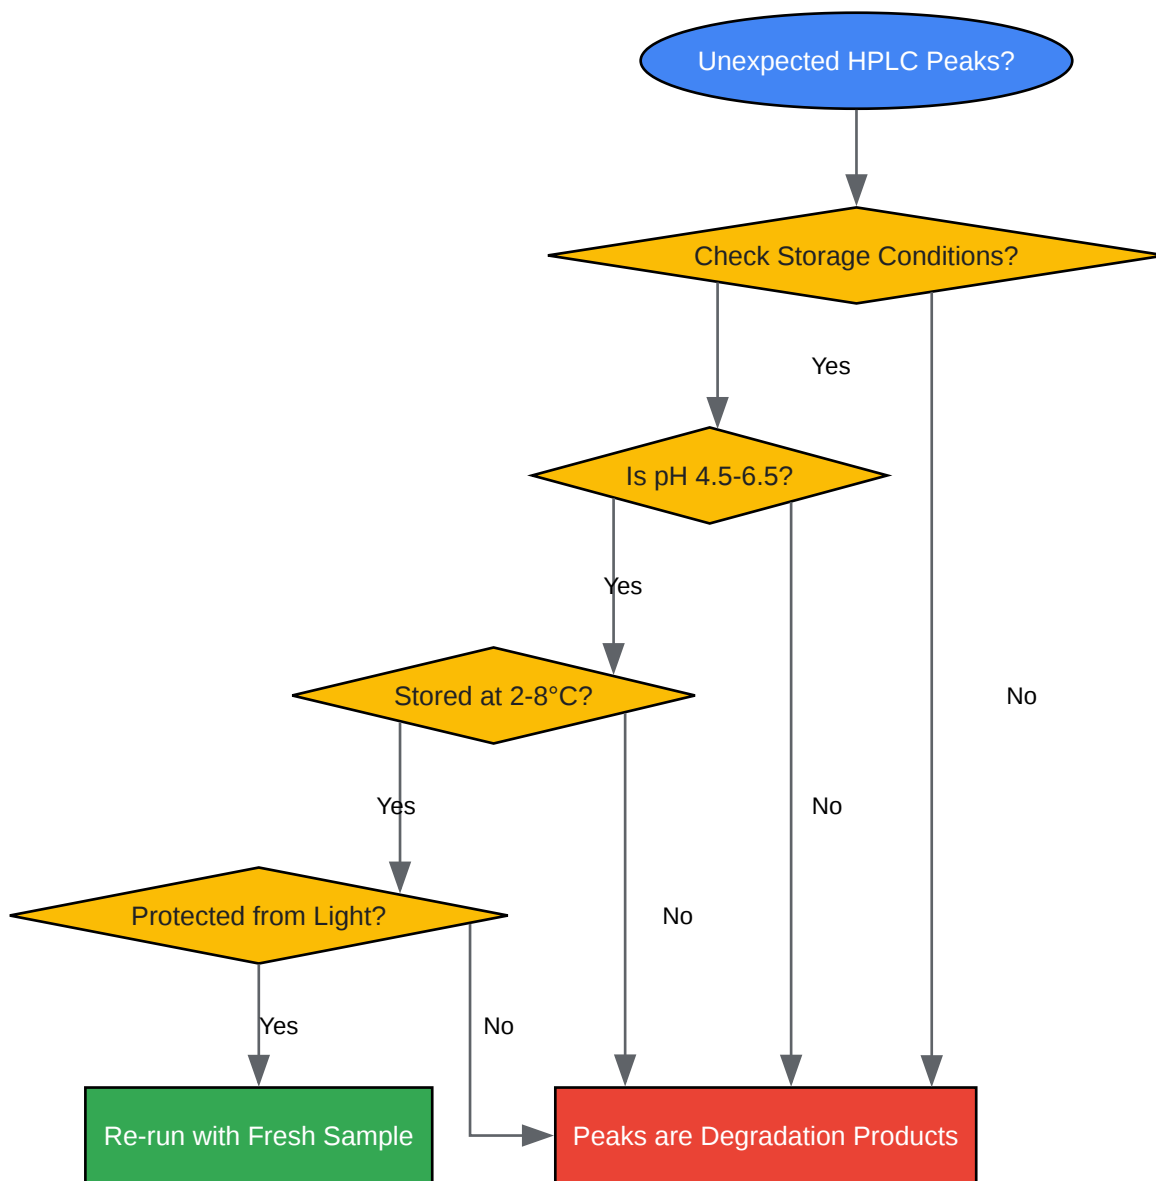 Unexpected HPLC Peaks?
Check Storage Conditions?
Yes
Is pH 4.5-6.5?
Yes
Stored at 2-8°C?
No
Yes
No
Protected from Light?
No
Yes
No
Re-run with Fresh Sample
Peaks are Degradation Products